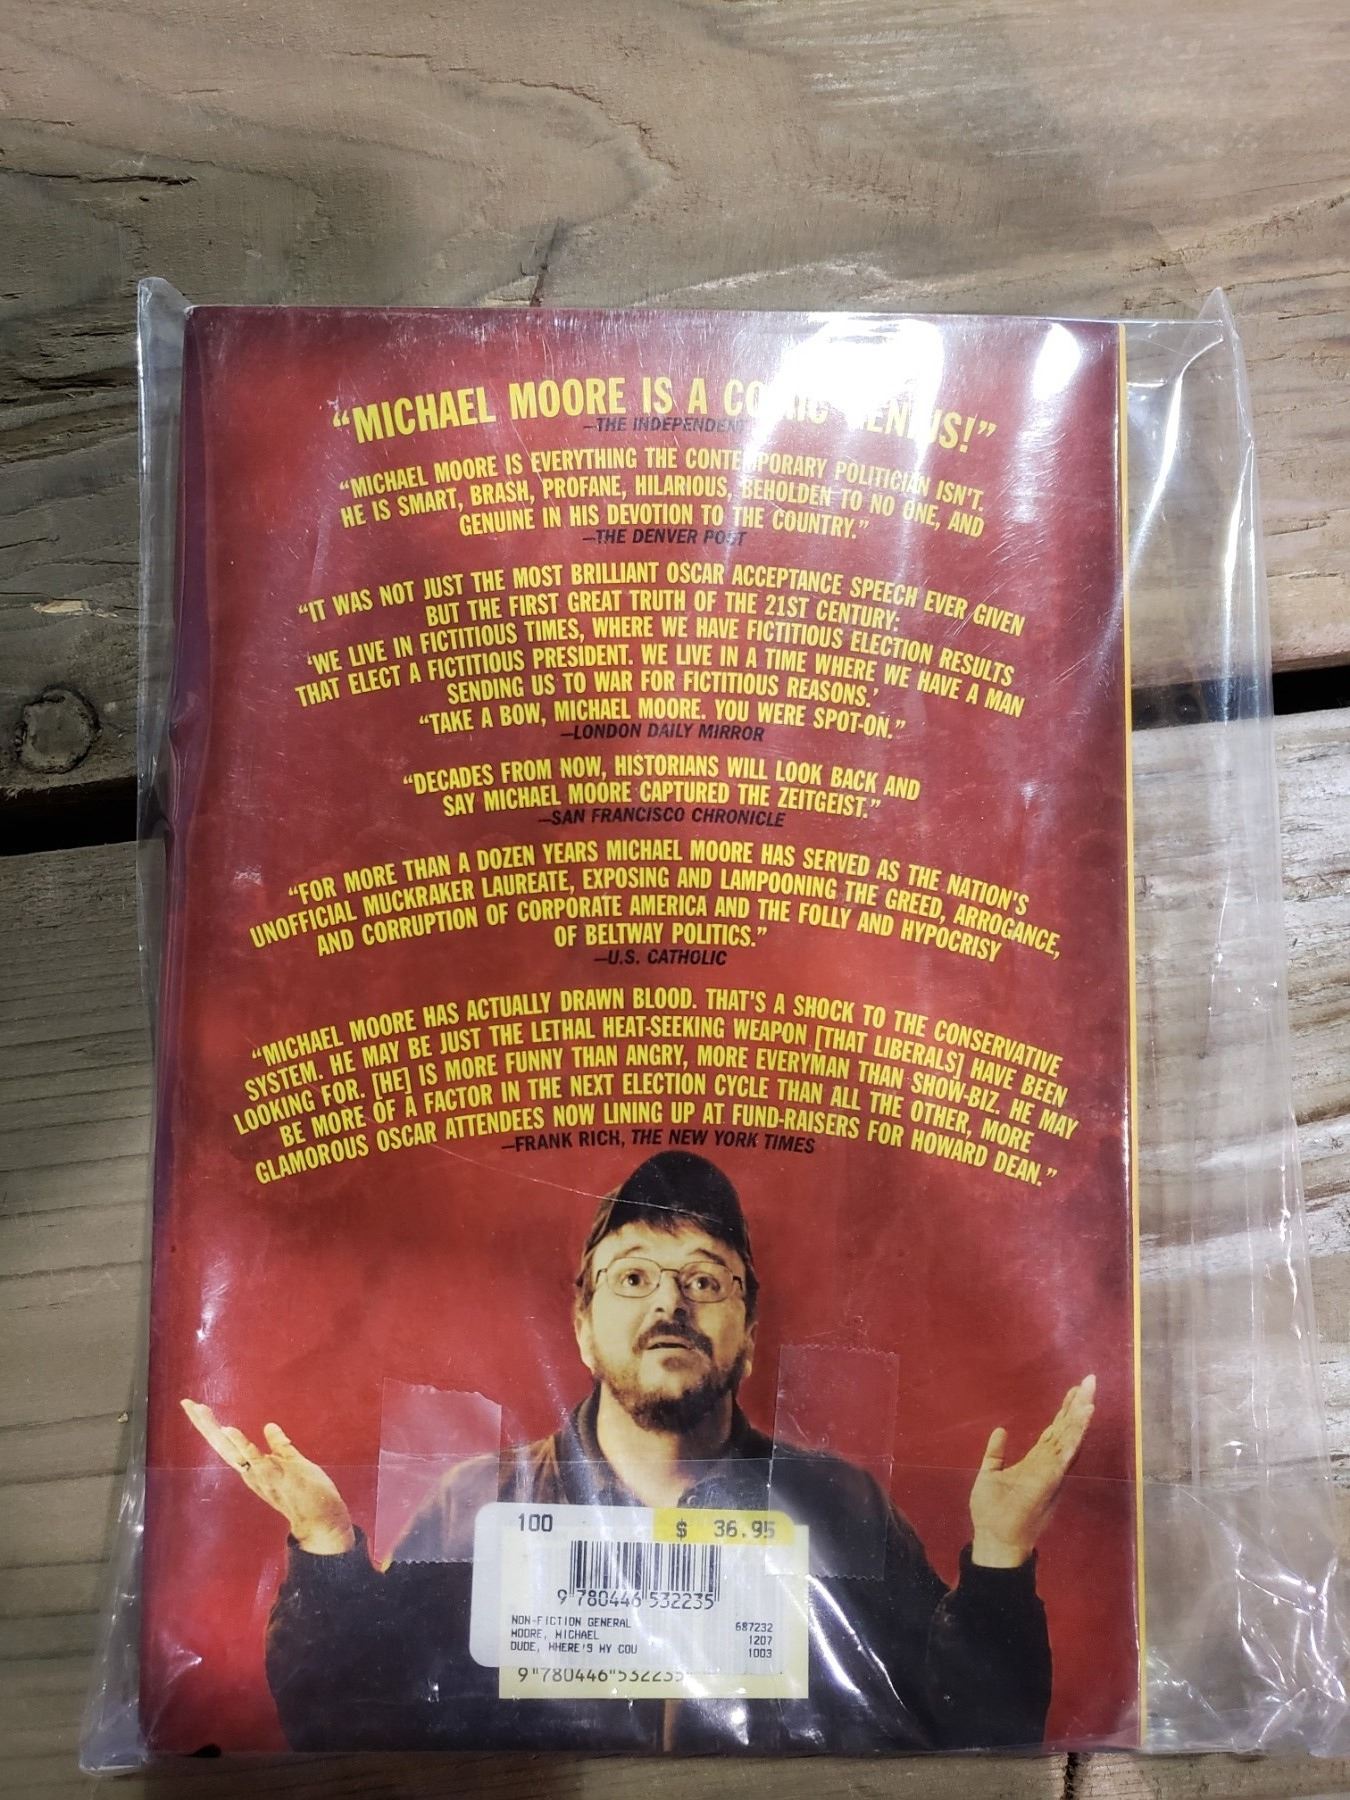 "MICHAEL MOORE IS A COMIC GENIUS!"
—THE INDEPENDENT
"MICHAEL MOORE IS EVERYTHING THE CONTEMPORARY POLITICIAN ISN'T.
HE IS SMART, BRASH, PROFANE, HILARIOUS, BEHOLDEN TO NO ONE, AND
GENUINE IN HIS DEVOTION TO THE COUNTRY."
—THE DENVER POST
"IT WAS NOT JUST THE MOST BRILLIANT OSCAR ACCEPTANCE SPEECH EVER GIVEN
BUT THE FIRST GREAT TRUTH OF THE 21ST CENTURY:
'WE LIVE IN FICTITIOUS TIMES, WHERE WE HAVE FICTITIOUS ELECTION RESULTS
THAT ELECT A FICTITIOUS PRESIDENT. WE LIVE IN A TIME WHERE WE HAVE A MAN
SENDING US TO WAR FOR FICTITIOUS REASONS.'
"TAKE A BOW, MICHAEL MOORE. YOU WERE SPOT-ON."
—LONDON DAILY MIRROR
"DECADES FROM NOW, HISTORIANS WILL LOOK BACK AND
SAY MICHAEL MOORE CAPTURED THE ZEITGEIST."
—SAN FRANCISCO CHRONICLE
"FOR MORE THAN A DOZEN YEARS MICHAEL MOORE HAS SERVED AS THE NATION'S
UNOFFICIAL MUCKRAKER LAUREATE, EXPOSING AND LAMPOONING THE GREED, ARROGANCE,
AND CORRUPTION OF CORPORATE AMERICA AND THE FOLLY AND HYPOCRISY
OF BELTWAY POLITICS."
—U.S. CATHOLIC
"MICHAEL MOORE HAS ACTUALLY DRAWN BLOOD. THAT'S A SHOCK TO THE CONSERVATIVE
SYSTEM. HE MAY BE JUST THE LETHAL HEAT-SEEKING WEAPON [THAT LIBERALS] HAVE BEEN
LOOKING FOR. [HE] IS MORE FUNNY THAN ANGRY, MORE EVERYMAN THAN SHOW-BIZ. HE MAY
BE MORE OF A FACTOR IN THE NEXT ELECTION CYCLE THAN ALL THE OTHER, MORE
GLAMOROUS OSCAR ATTENDEES NOW LINING UP AT FUND-RAISERS FOR HOWARD DEAN."
—FRANK RICH, THE NEW YORK TIMES
100 $ 36.95
9 780446 532235
NON-FICTION GENERAL 687232
MOORE, MICHAEL 1207
DUDE, WHERE'S MY COU 1003
9 780446 532235